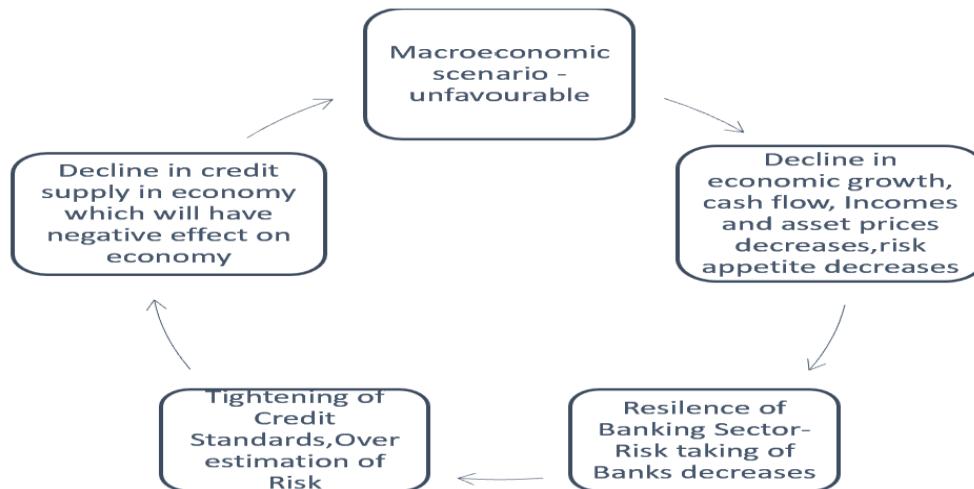 Macroeconomic
scenario -
unfavourable
Decline in
economic growth,
cash flow, Incomes
and asset prices
decreases,risk
appetite decreases
Resilence of
Banking Sector-
Risk taking of
Banks decreases
Tightening of
Credit
Standards,Over
estimation of
Risk
Decline in credit
supply in economy
which will have
negative effect on
economy